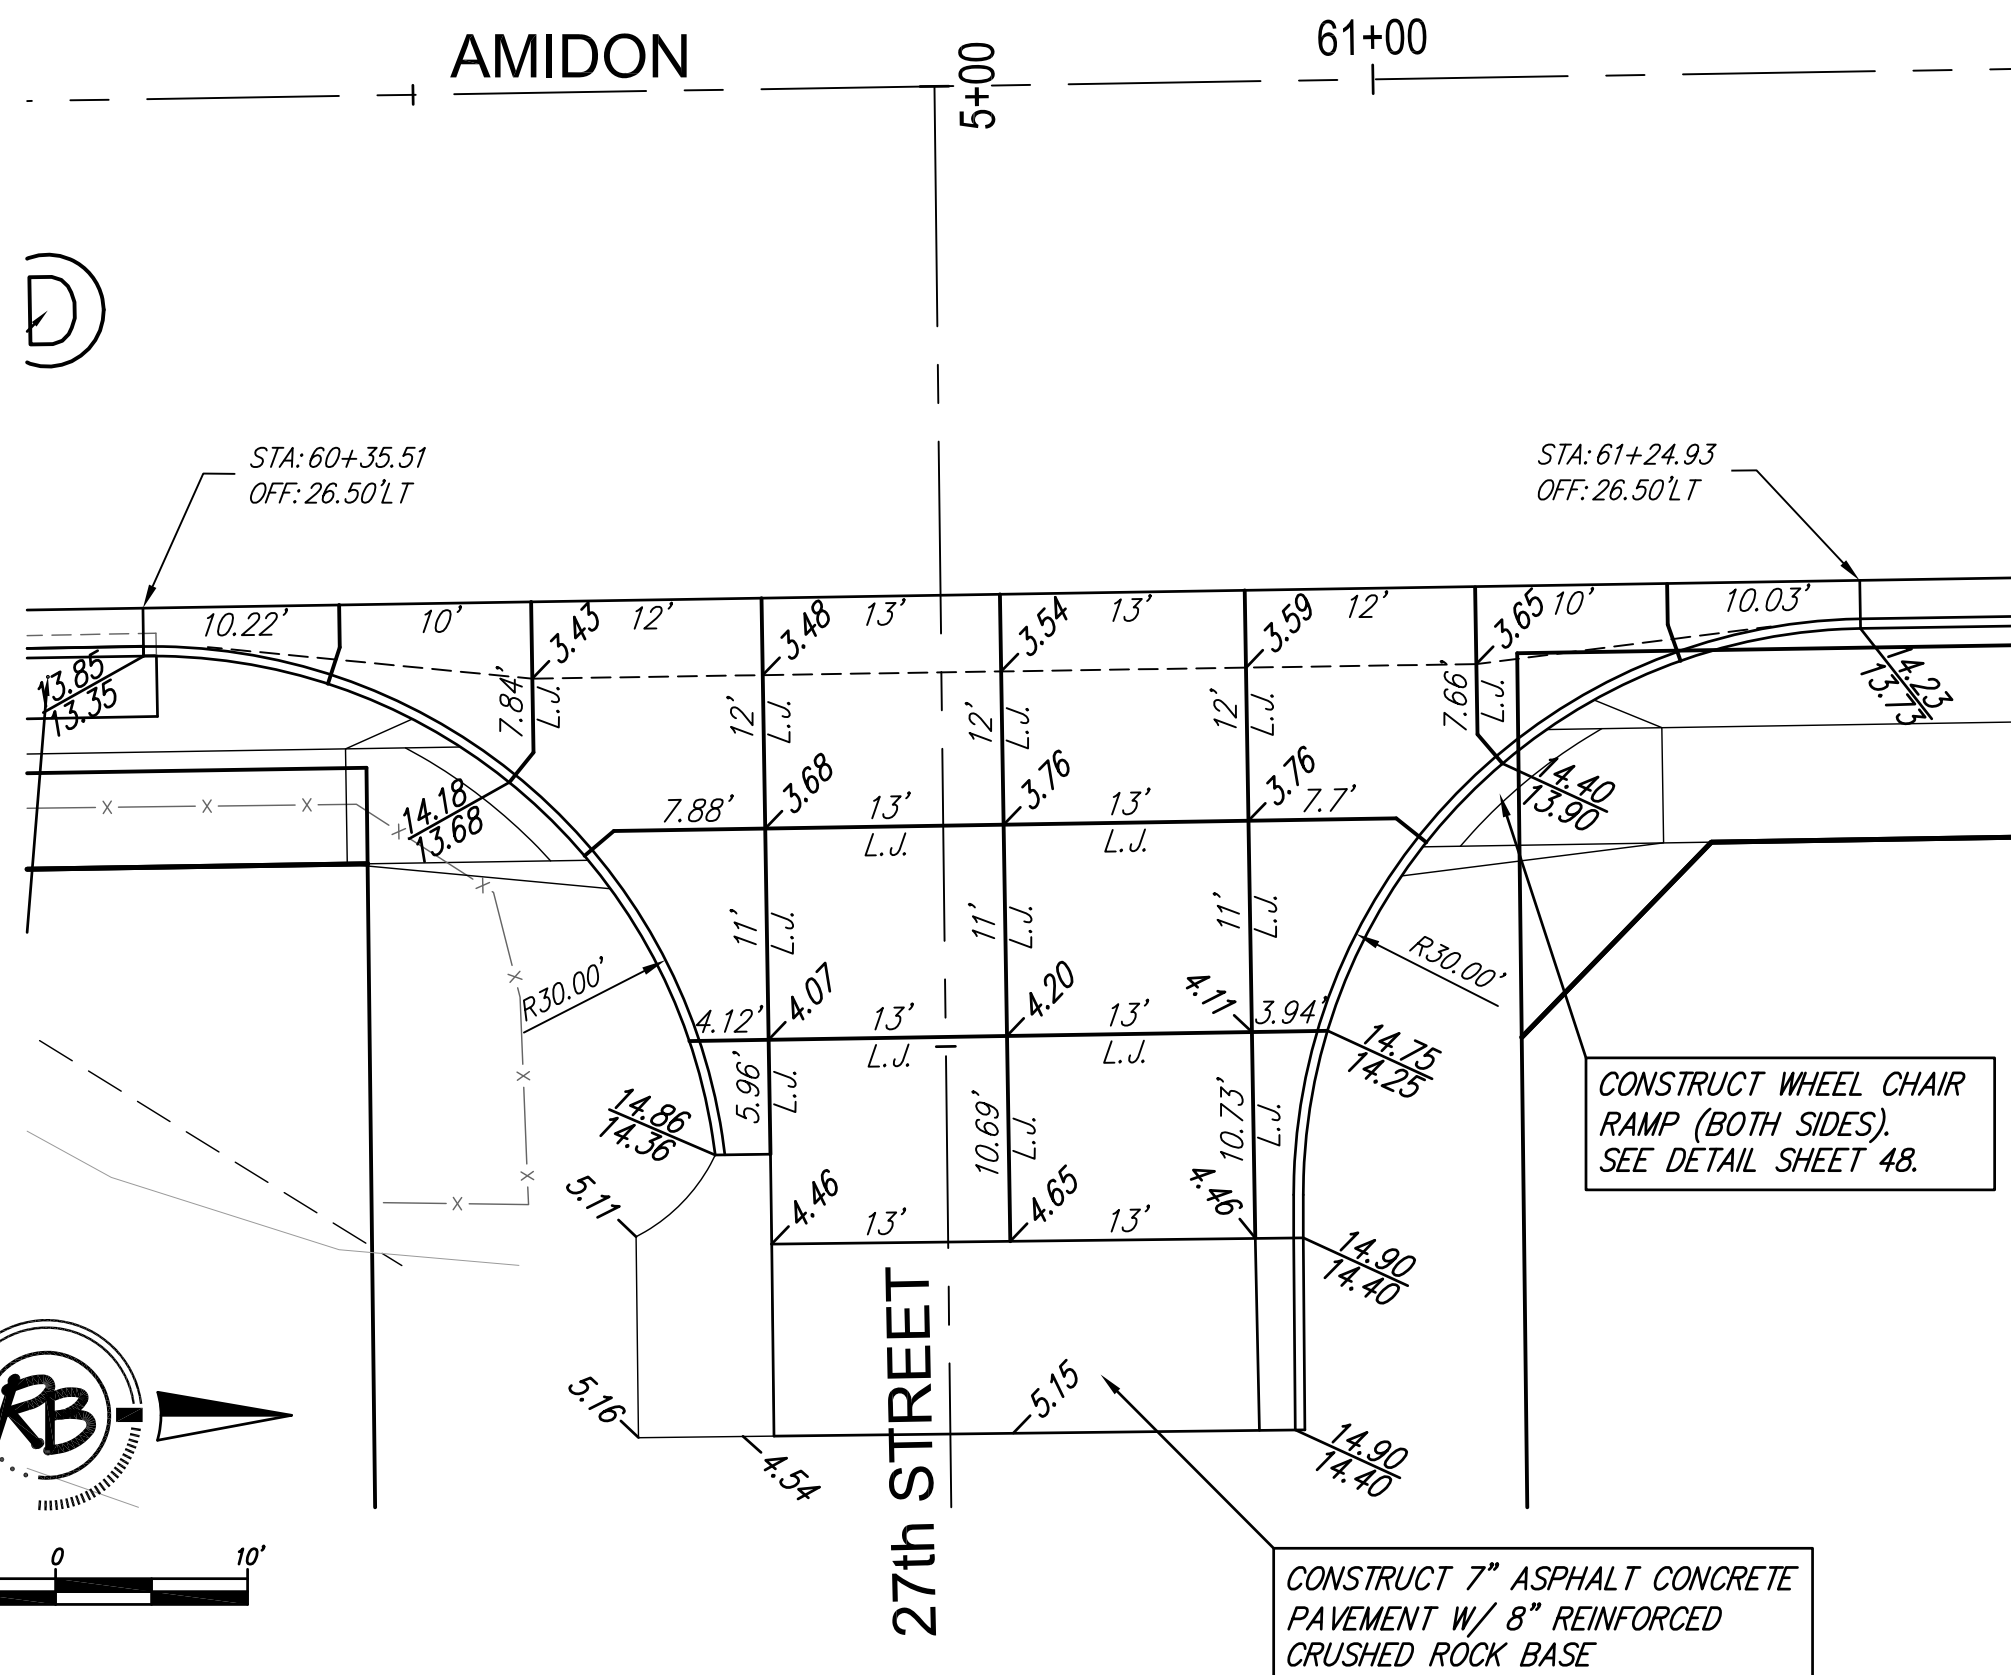 AMIDON
5+00
61+00
D
STA: 60+35.51
OFF: 26.50' LT
STA: 61+24.93
OFF: 26.50' LT
10.22'
10'
12'
13'
13'
12'
10'
10.03'
3.43
3.48
3.54
3.59
3.65
13.85
13.35
4.23
13.73
7.84'
L.J.
12'
L.J.
12'
L.J.
12'
L.J.
7.66'
L.J.
14.18
13.68
14.40
13.90
7.88'
3.68
13'
L.J.
3.76
13'
L.J.
3.76
7.7'
11'
L.J.
11'
L.J.
11'
L.J.
R30.00'
R30.00'
4.12'
4.07
13'
L.J.
4.20
13'
L.J.
4.11
3.94'
14.75
14.25
5.96'
L.J.
10.69'
L.J.
10.73'
L.J.
14.86
14.36
CONSTRUCT WHEEL CHAIR
RAMP (BOTH SIDES).
SEE DETAIL SHEET 48.
5.11
4.46
13'
4.65
13'
4.46
14.90
14.40
27th STREET
5.16
4.54
5.15
14.90
14.40
RB
0
10'
CONSTRUCT 7" ASPHALT CONCRETE
PAVEMENT W/ 8" REINFORCED
CRUSHED ROCK BASE